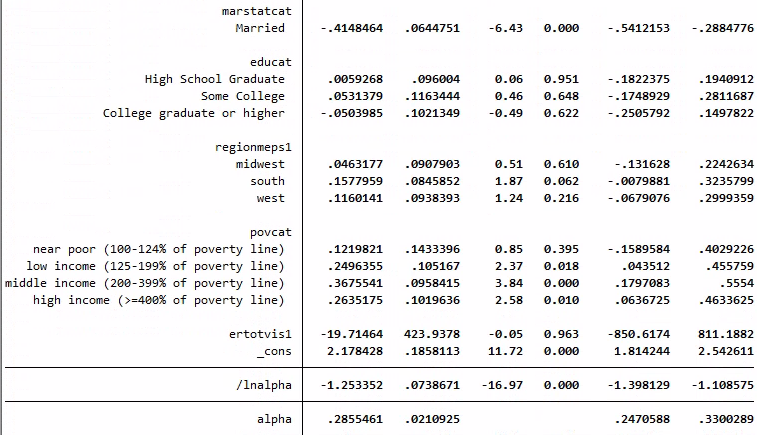 marstatcat
Married -.4148464 .0644751 -6.43 0.000 -.5412153 -.2884776
educat
High School Graduate .0059268 .096004 0.06 0.951 -.1822375 .1940912
Some College .0531379 .1163444 0.46 0.648 -.1748929 .2811687
College graduate or higher -.0503985 .1021349 -0.49 0.622 -.2505792 .1497822
regionmeps1
midwest .0463177 .0907903 0.51 0.610 -.131628 .2242634
south .1577959 .0845852 1.87 0.062 -.0079881 .3235799
west .1160141 .0938393 1.24 0.216 -.0679076 .2999359
povcat
near poor (100-124% of poverty line) .1219821 .1433396 0.85 0.395 -.1589584 .4029226
low income (125-199% of poverty line) .2496355 .105167 2.37 0.018 .043512 .455759
middle income (200-399% of poverty line) .3675541 .0958415 3.84 0.000 .1797083 .5554
high income (>=400% of poverty line) .2635175 .1019636 2.58 0.010 .0636725 .4633625
ertotvis1 -19.71464 423.9378 -0.05 0.963 -850.6174 811.1882
_cons 2.178428 .1858113 11.72 0.000 1.814244 2.542611
/lnalpha -1.253352 .0738671 -16.97 0.000 -1.398129 -1.108575
alpha .2855461 .0210925 .2470588 .3300289